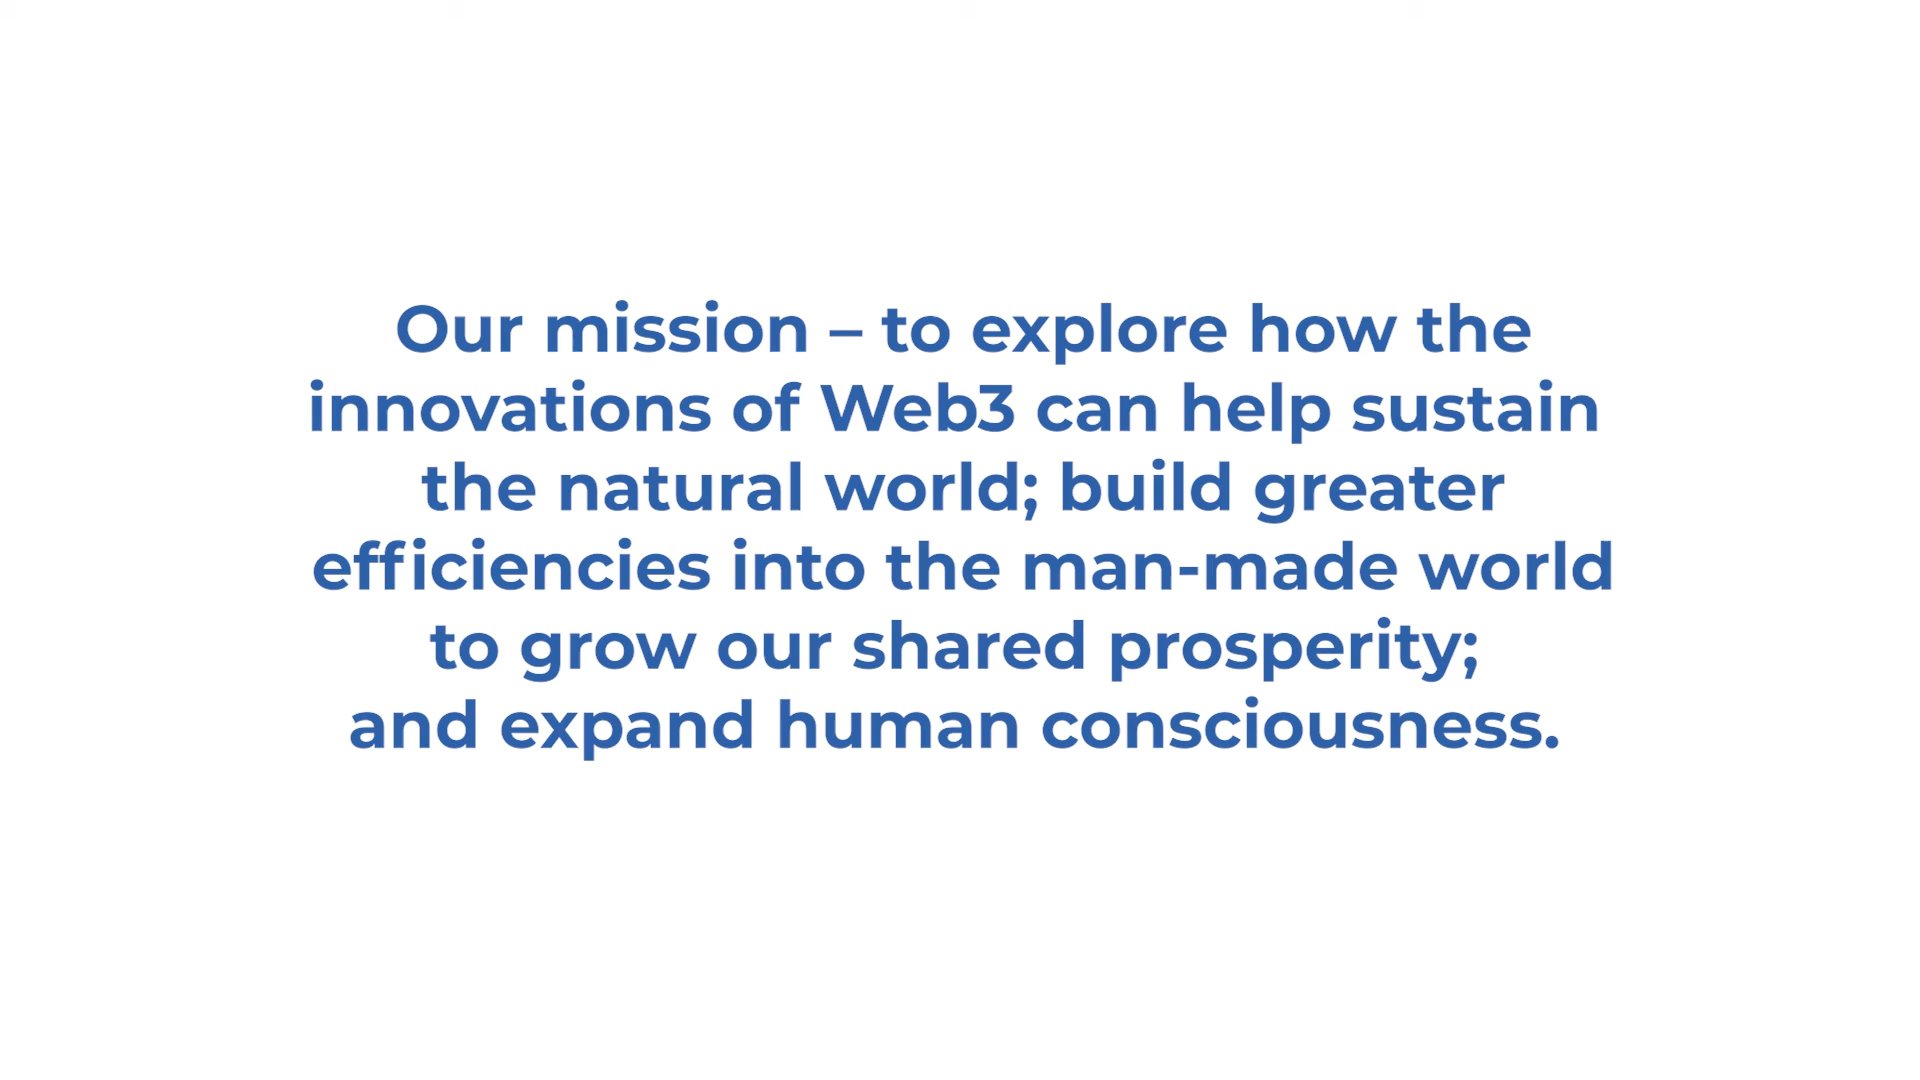 Our mission – to explore how the
innovations of Web3 can help sustain
the natural world; build greater
efficiencies into the man-made world
to grow our shared prosperity;
and expand human consciousness.